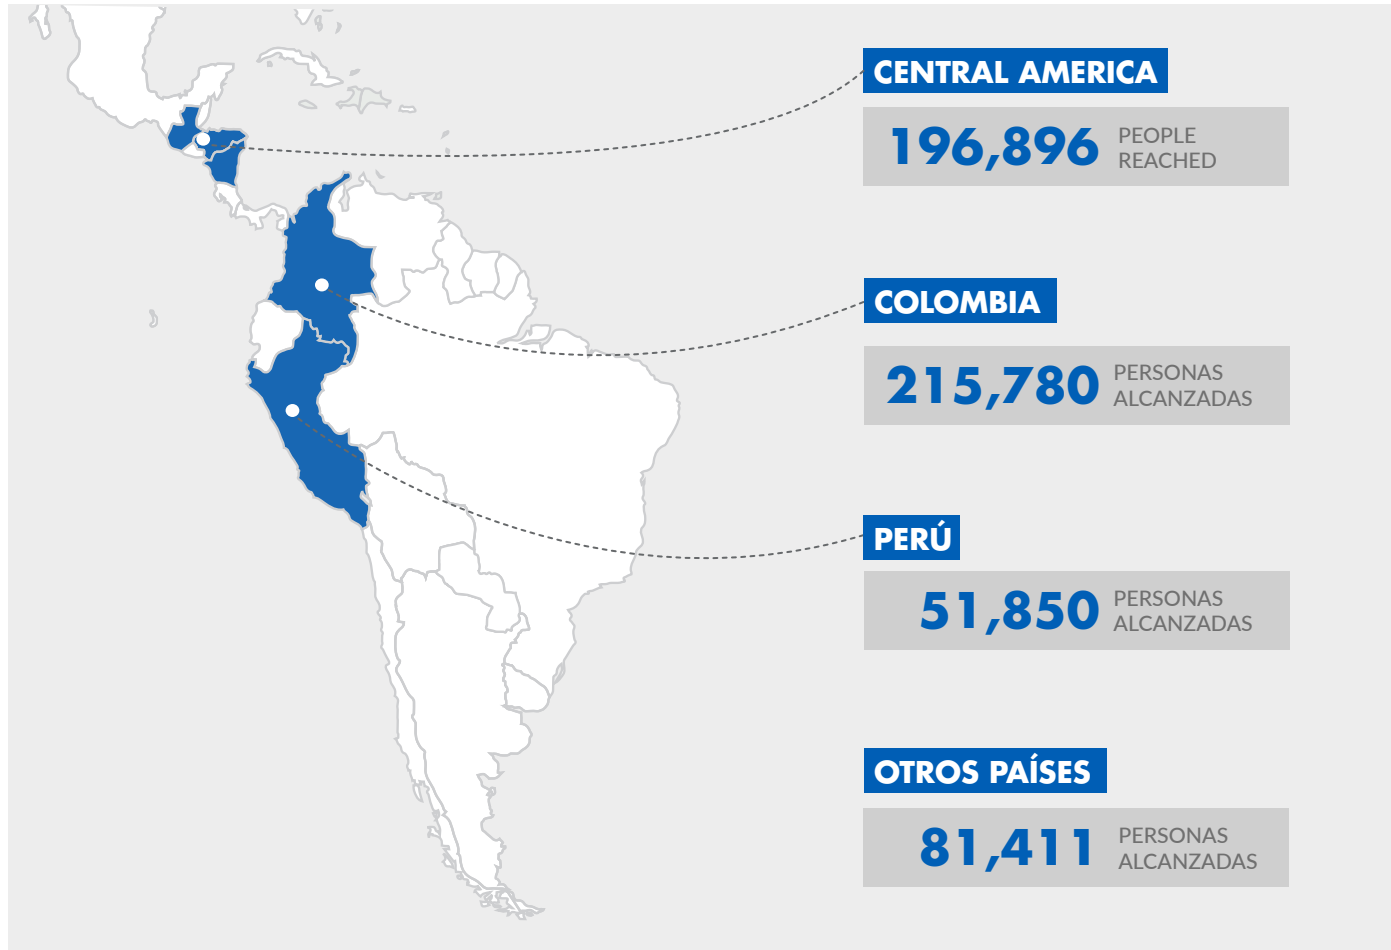 CENTRAL AMERICA
196,896
PEOPLE
REACHED
COLOMBIA
215,780
PERSONAS
ALCANZADAS
PERÚ
51,850
PERSONAS
ALCANZADAS
OTROS PAÍSES
81,411
PERSONAS
ALCANZADAS